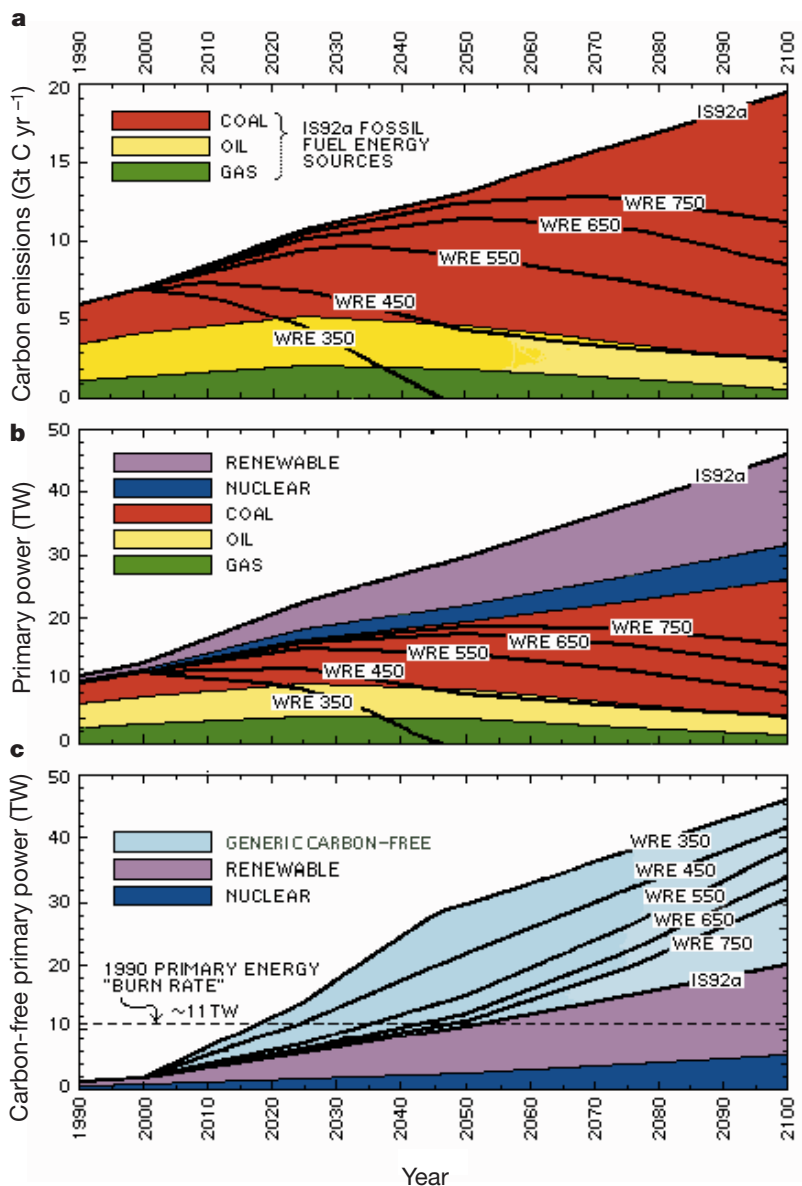 a
1990 2000 2010 2020 2030 2040 2050 2060 2070 2080 2090 2100
Carbon emissions (Gt C yr –1)
20
15
10
5
0
COAL
OIL
GAS
IS92a FOSSIL
FUEL ENERGY
SOURCES
IS92a
WRE 750
WRE 650
WRE 550
WRE 450
WRE 350
b
Primary power (TW)
50
40
30
20
10
0
RENEWABLE
NUCLEAR
COAL
OIL
GAS
IS92a
WRE 750
WRE 650
WRE 550
WRE 450
WRE 350
c
Carbon-free primary power (TW)
50
40
30
20
10
0
GENERIC CARBON–FREE
RENEWABLE
NUCLEAR
WRE 350
WRE 450
WRE 550
WRE 650
WRE 750
IS92a
1990 PRIMARY ENERGY
"BURN RATE"
~11TW
1990 2000 2010 2020 2030 2040 2050 2060 2070 2080 2090 2100
Year